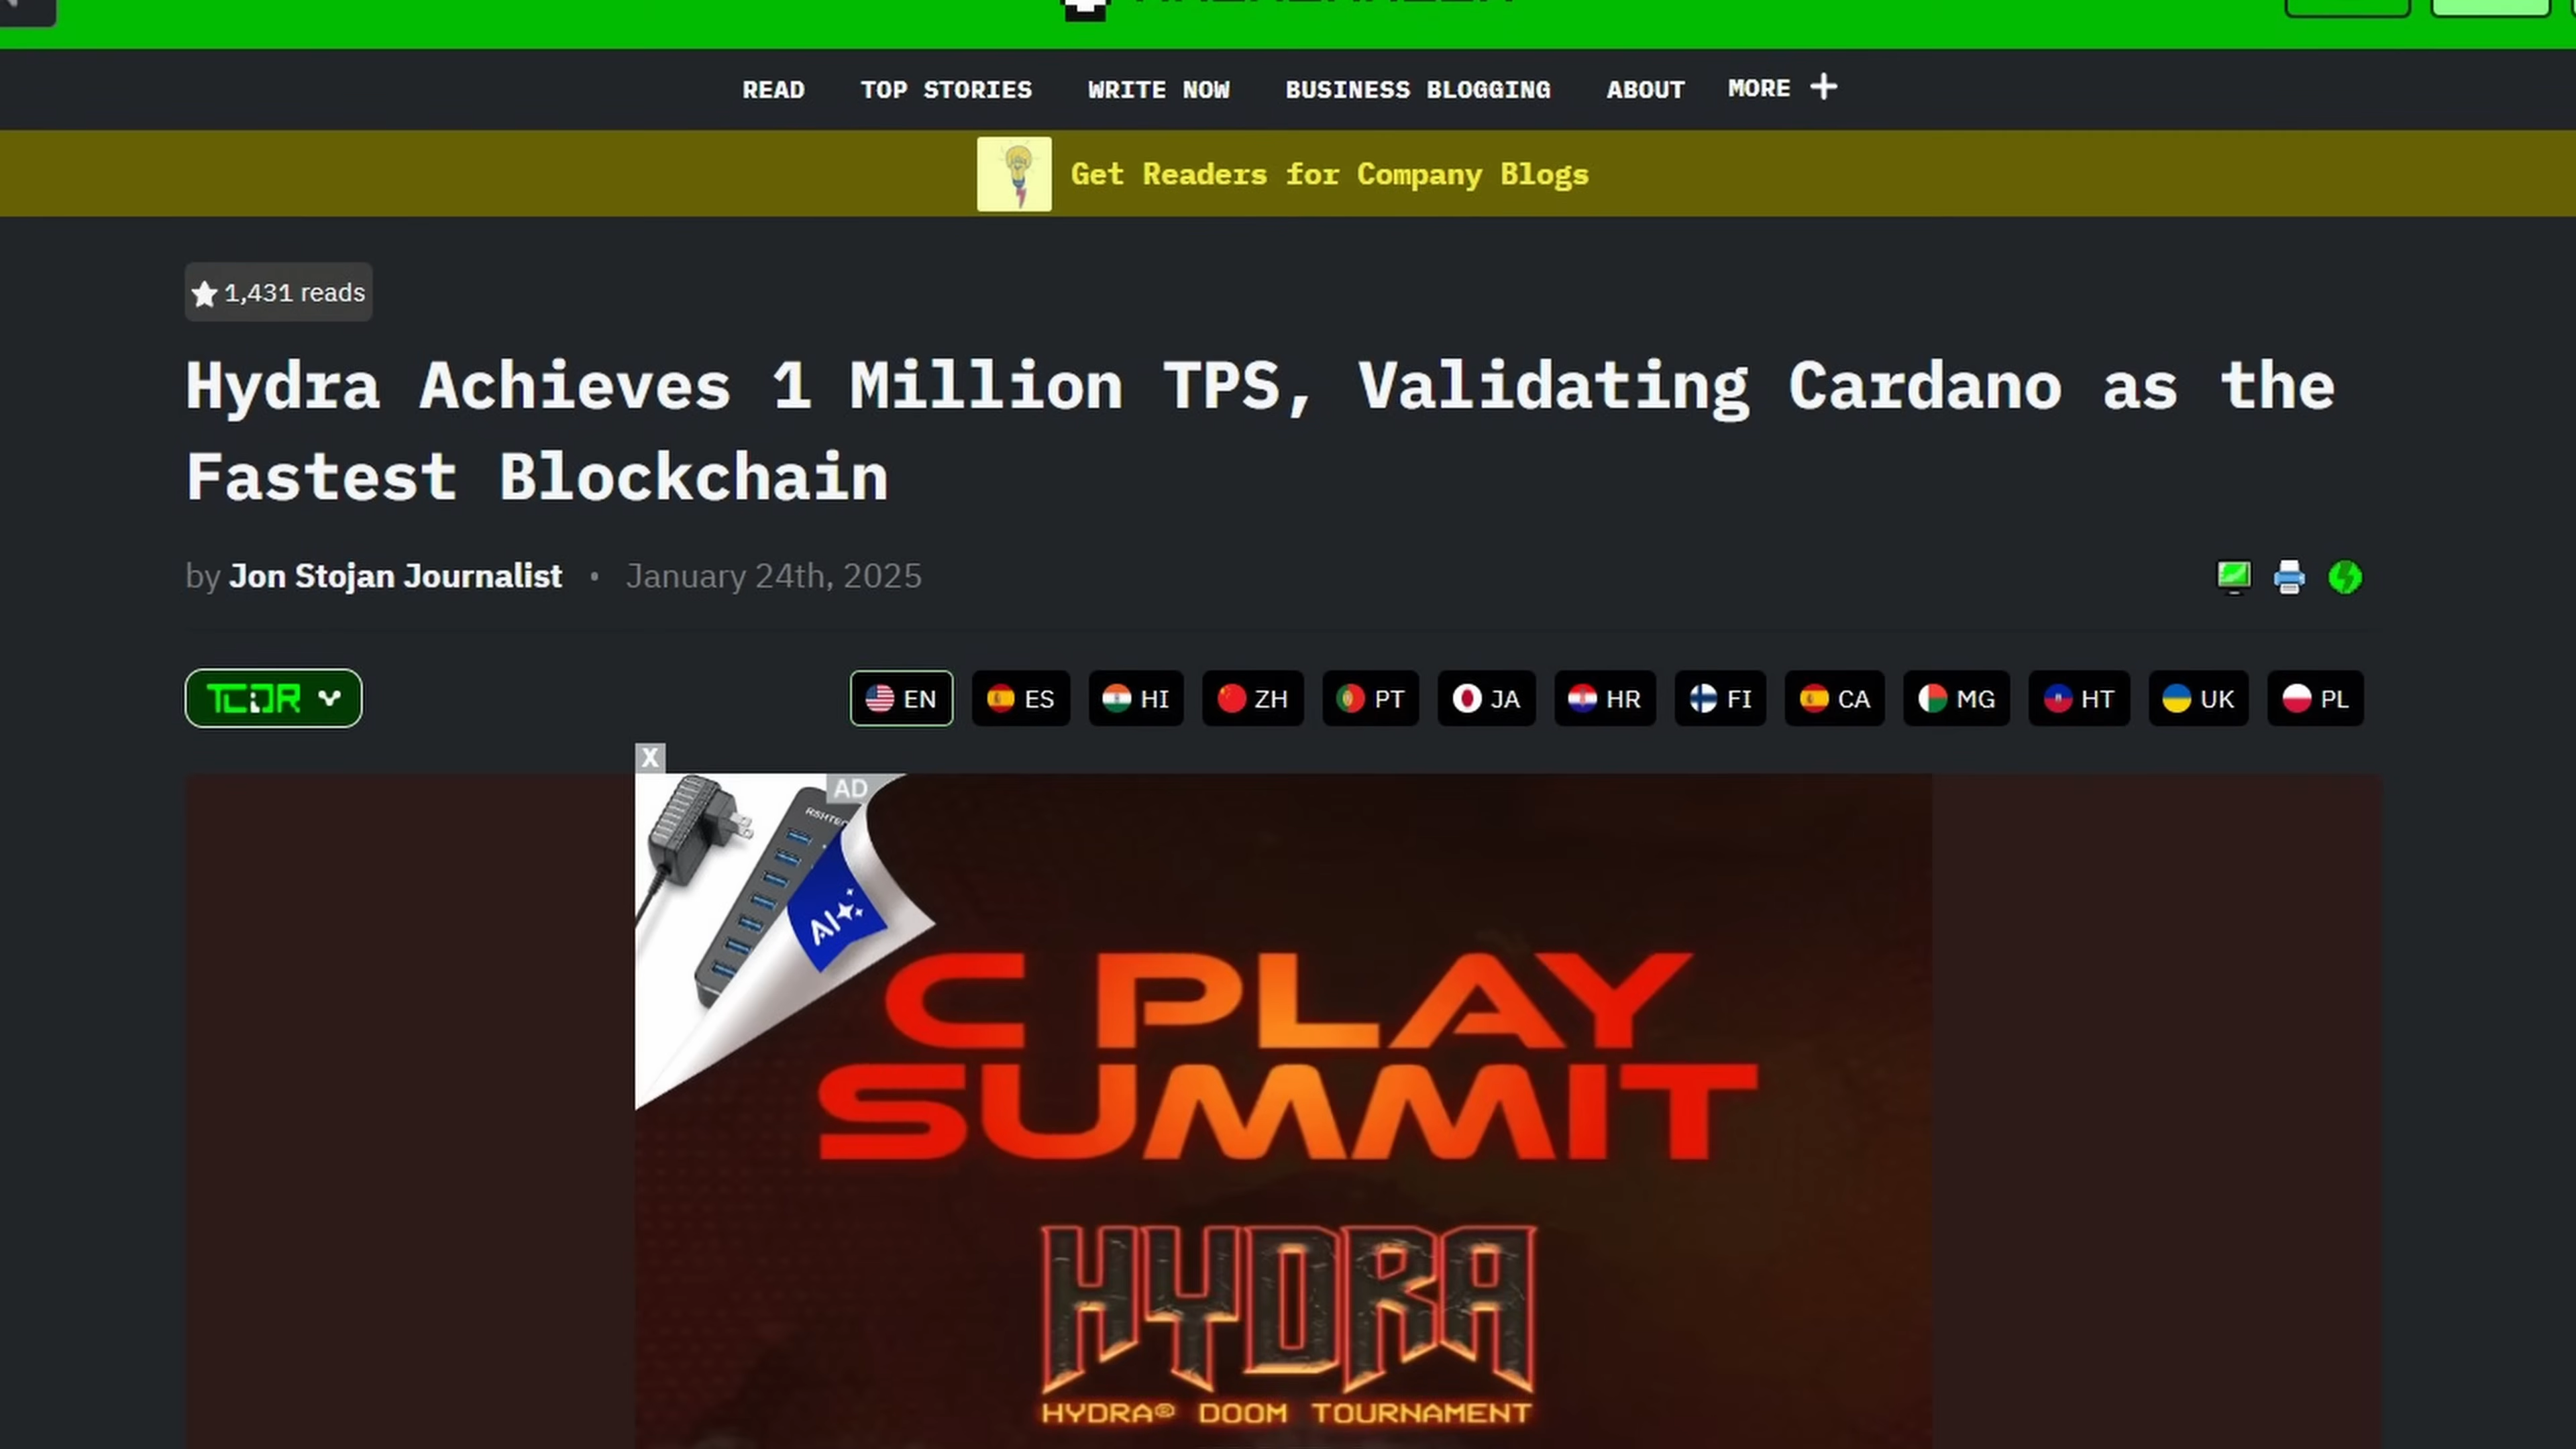 READ TOP STORIES WRITE NOW BUSINESS BLOGGING ABOUT MORE +
Get Readers for Company Blogs
1,431 reads
Hydra Achieves 1 Million TPS, Validating Cardano as the
Fastest Blockchain
by Jon Stojan Journalist • January 24th, 2025
TL;DR
EN ES HI ZH PT JA HR FI CA MG HT UK PL
X
AD
AI
C PLAY
SUMMIT
HYDRA
HYDRA® DOOM TOURNAMENT